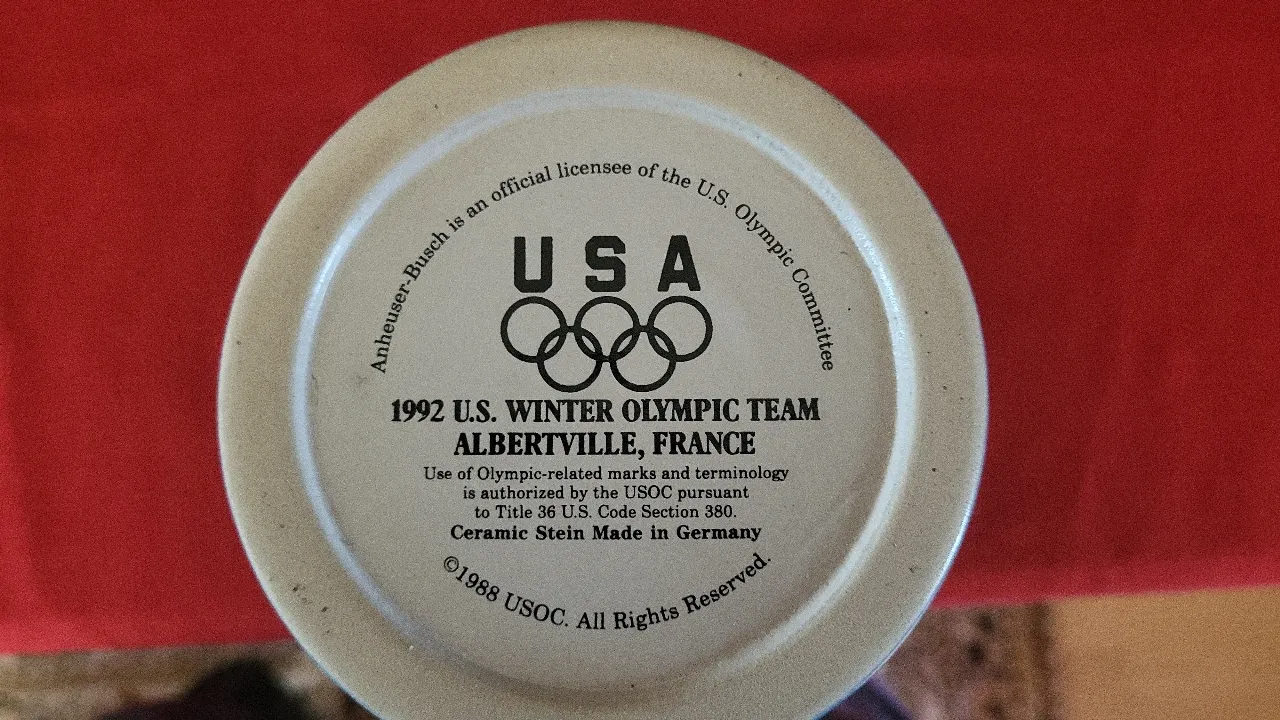 Anheuser-Busch is an official licensee of the U.S. Olympic Committee
USA
1992 U.S. WINTER OLYMPIC TEAM
ALBERTVILLE, FRANCE
Use of Olympic-related marks and terminology
is authorized by the USOC pursuant
to Title 36 U.S. Code Section 380.
Ceramic Stein Made in Germany
©1988 USOC. All Rights Reserved.